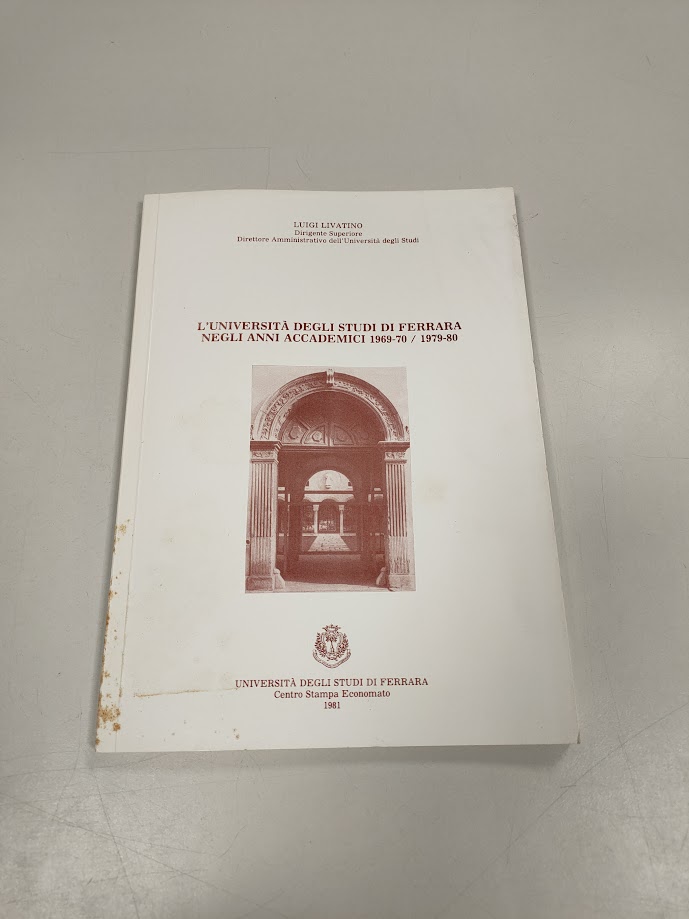 LUIGI LIVATINO
Dirigente Superiore
Direttore Amministrativo dell'Università degli Studi
L'UNIVERSITÀ DEGLI STUDI DI FERRARA
NEGLI ANNI ACCADEMICI 1969-70 / 1979-80
UNIVERSITÀ DEGLI STUDI DI FERRARA
Centro Stampa Economato
1981